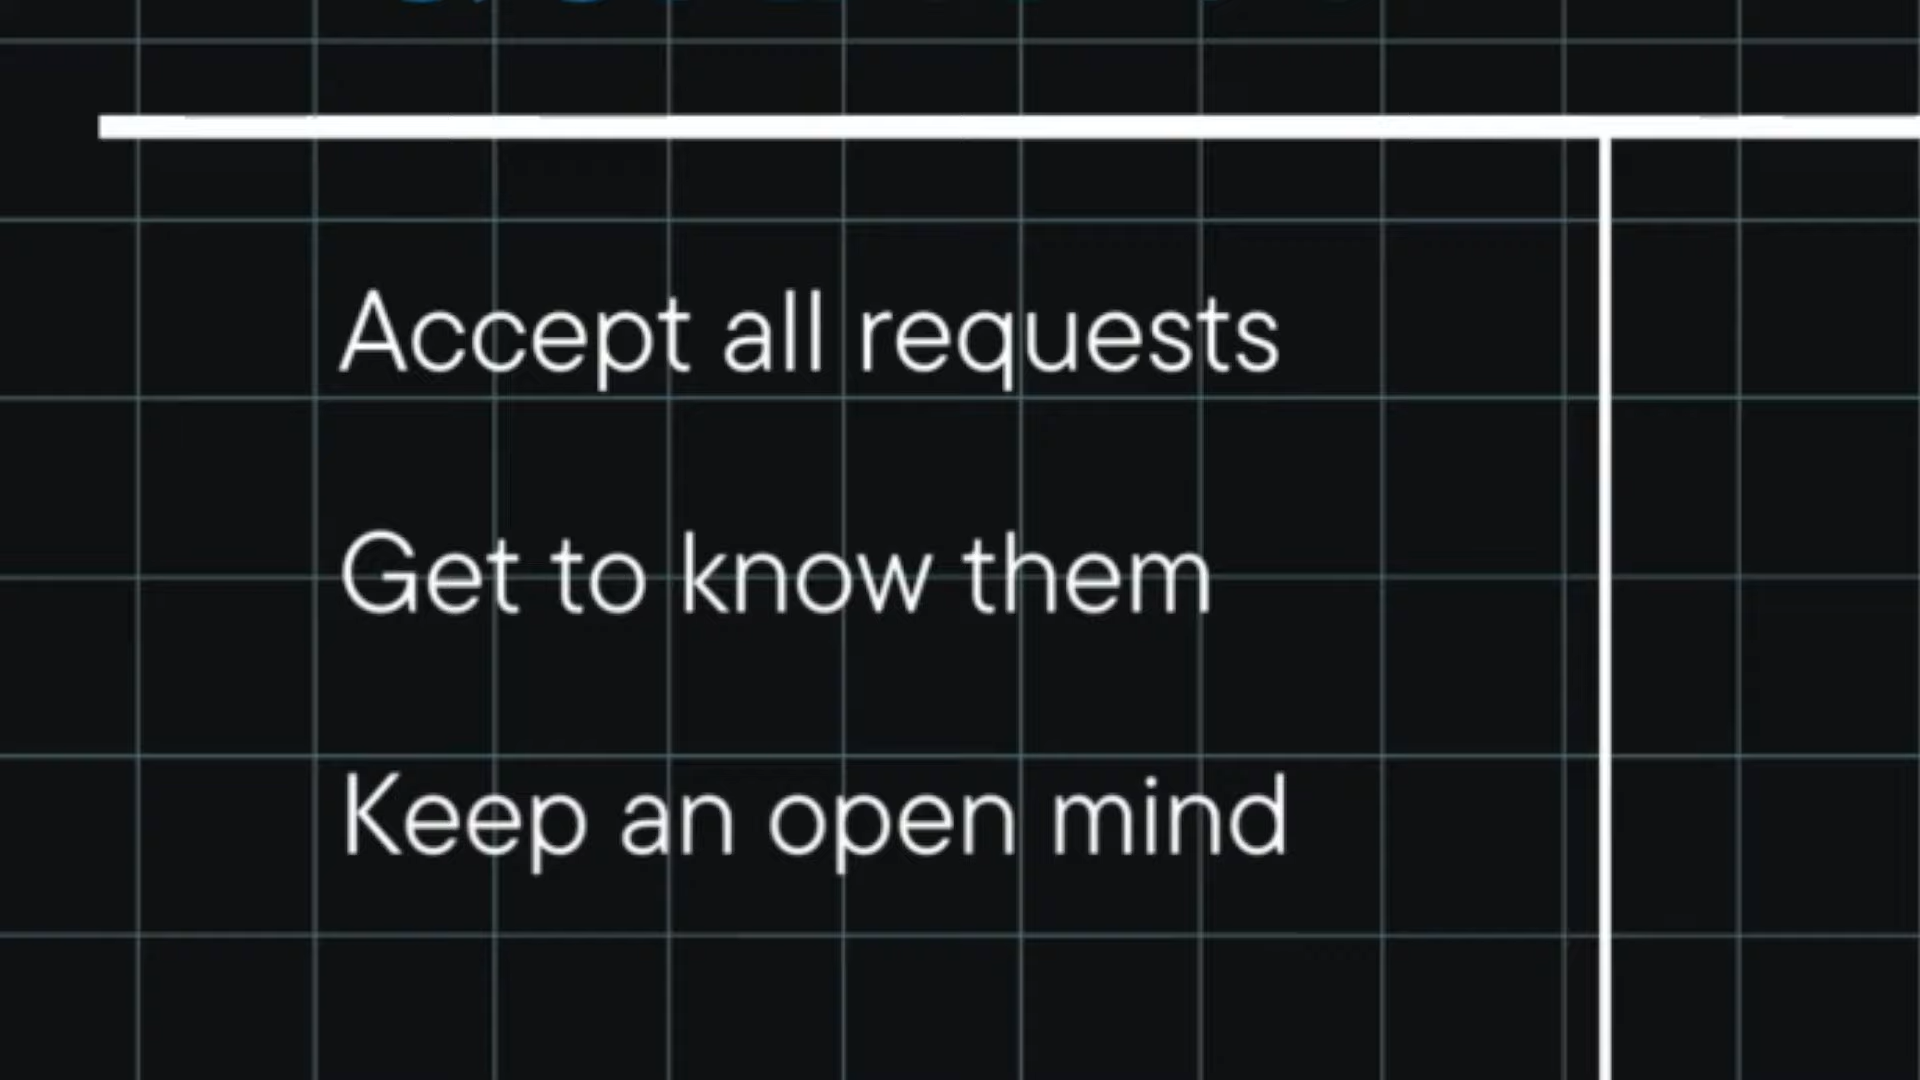 Accept all requests
Get to know them
Keep an open mind